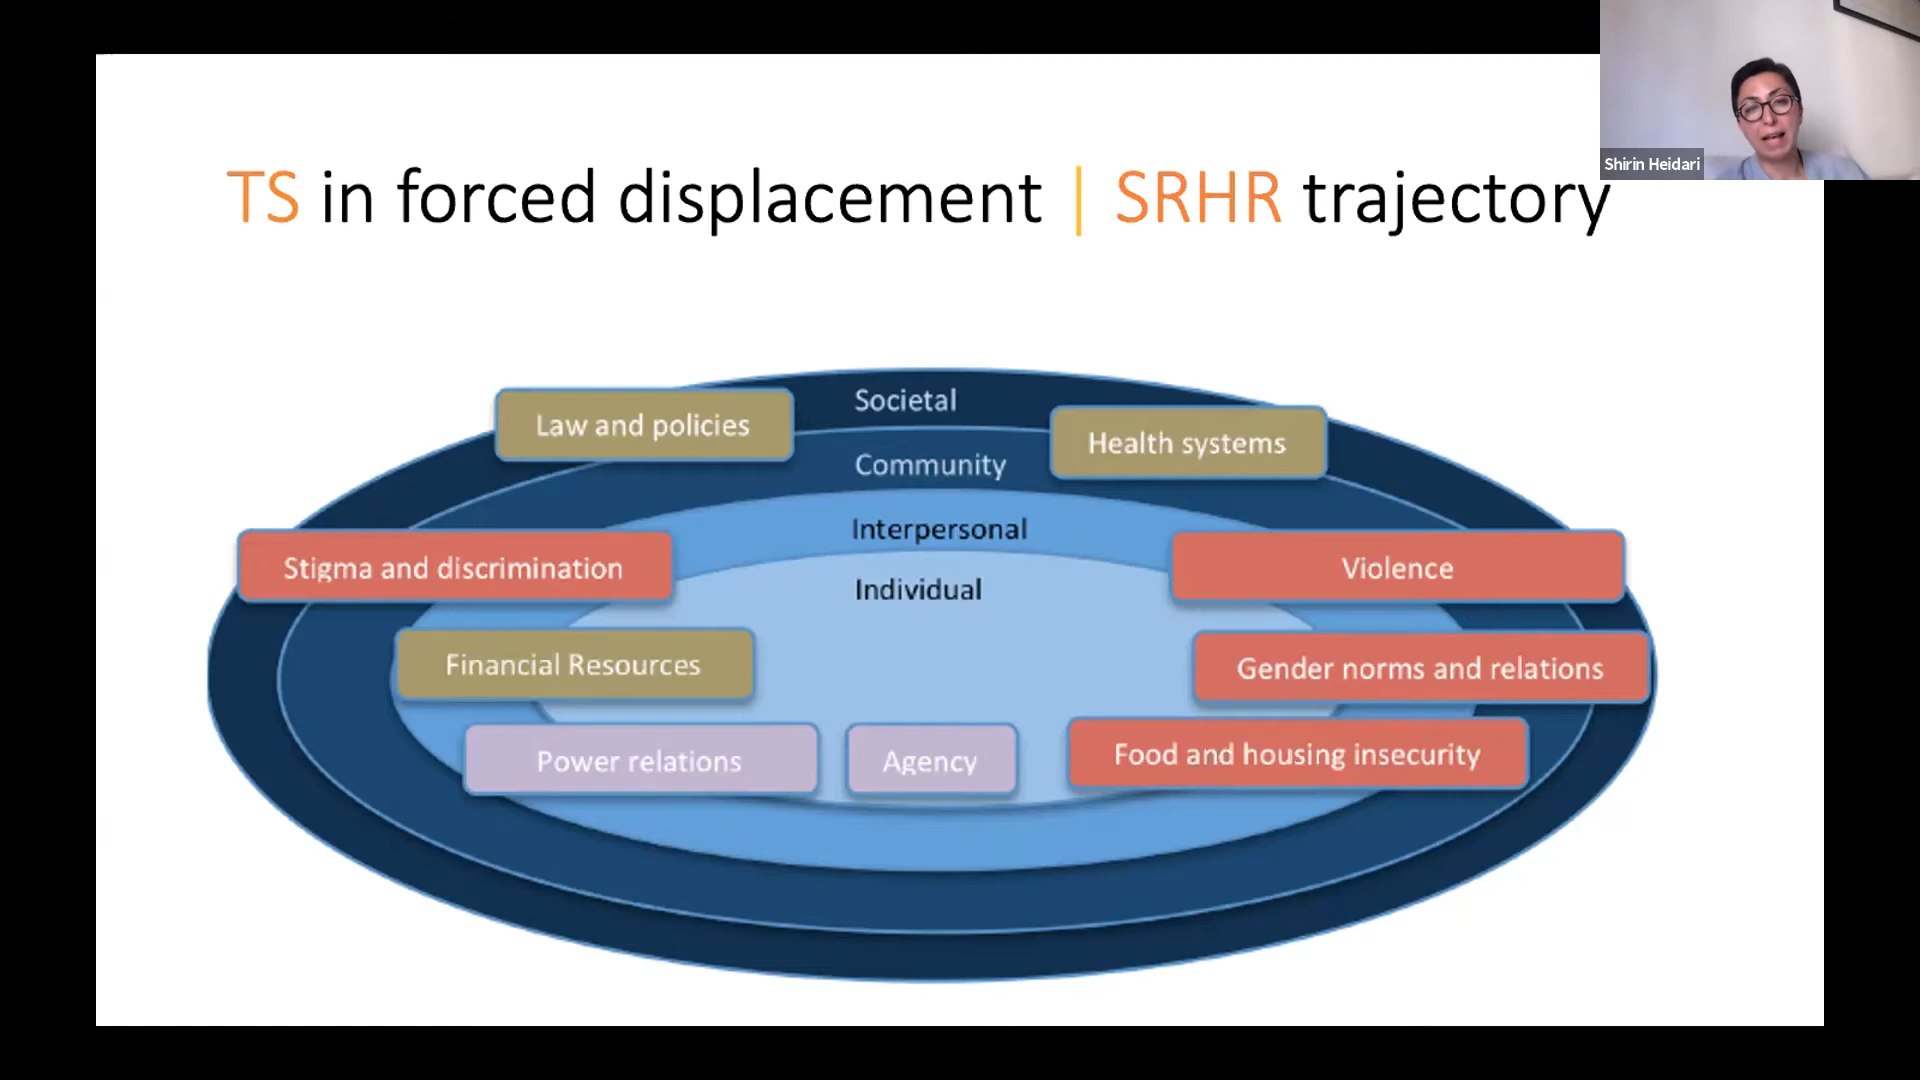 Shirin Heidari
TS in forced displacement | SRHR trajectory
Societal
Law and policies
Health systems
Community
Interpersonal
Stigma and discrimination
Violence
Individual
Financial Resources
Gender norms and relations
Power relations
Agency
Food and housing insecurity